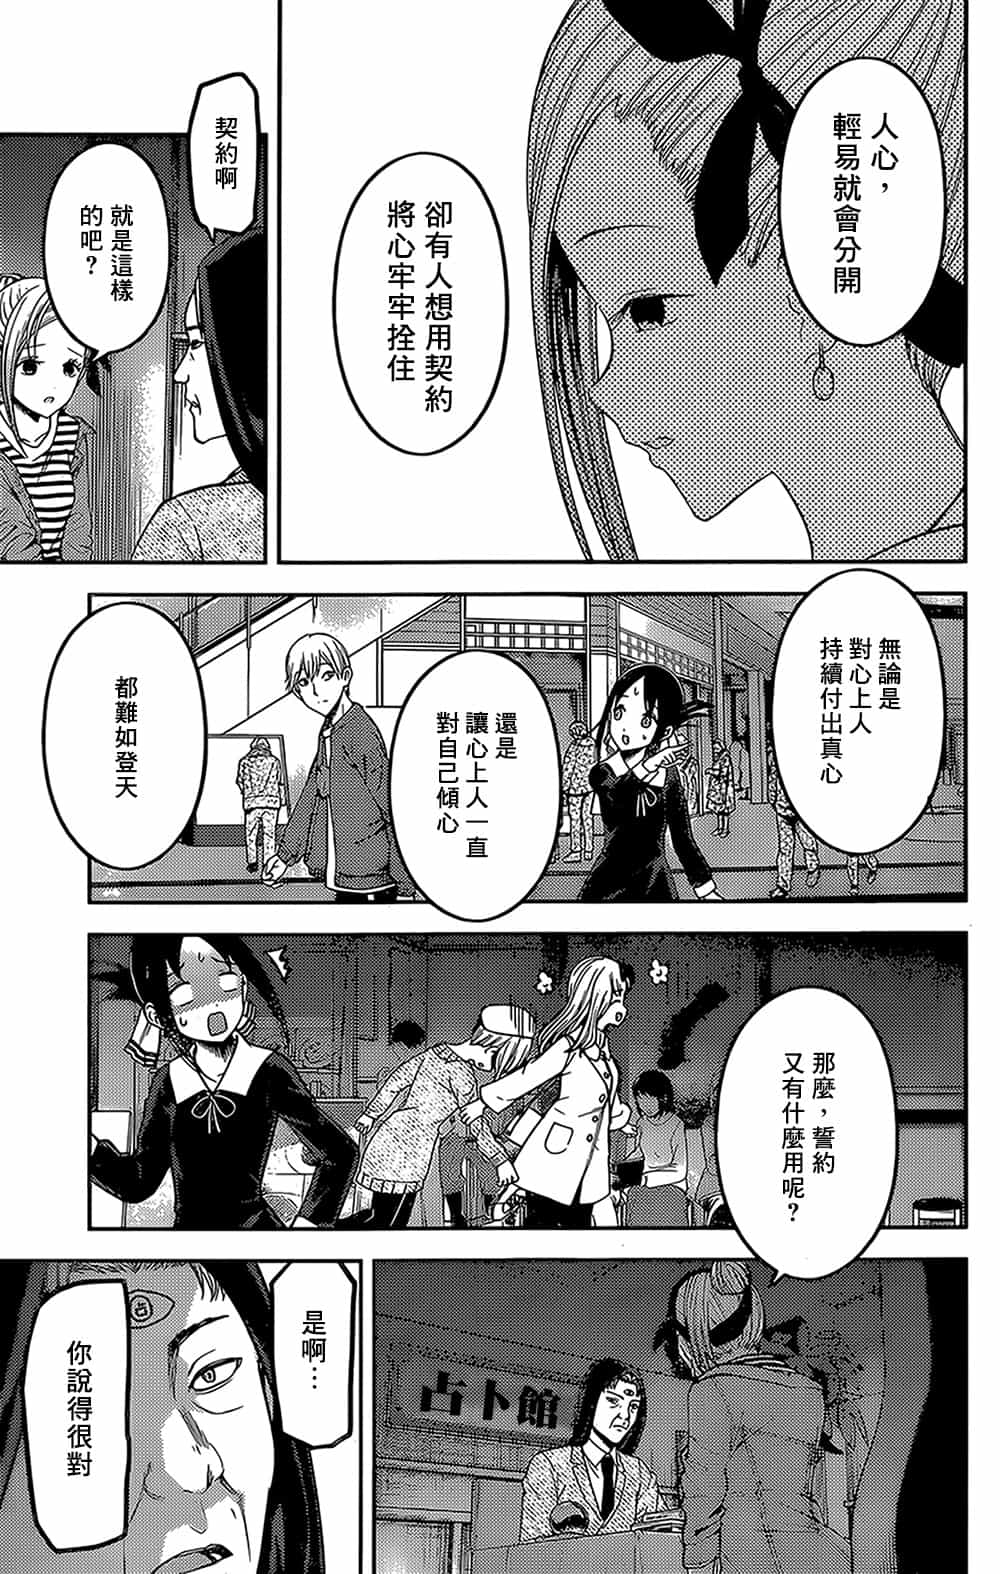 人心，
輕易就會分開
卻有人想用契約
將心牢牢拴住
契約啊
就是這樣
的吧？
無論是
對心上人
持續付出真心
還是
讓心上人一直
對自己傾心
都難如登天
那麼，誓約
又有什麼用呢？
占卜館
是啊…
占
你說得很對